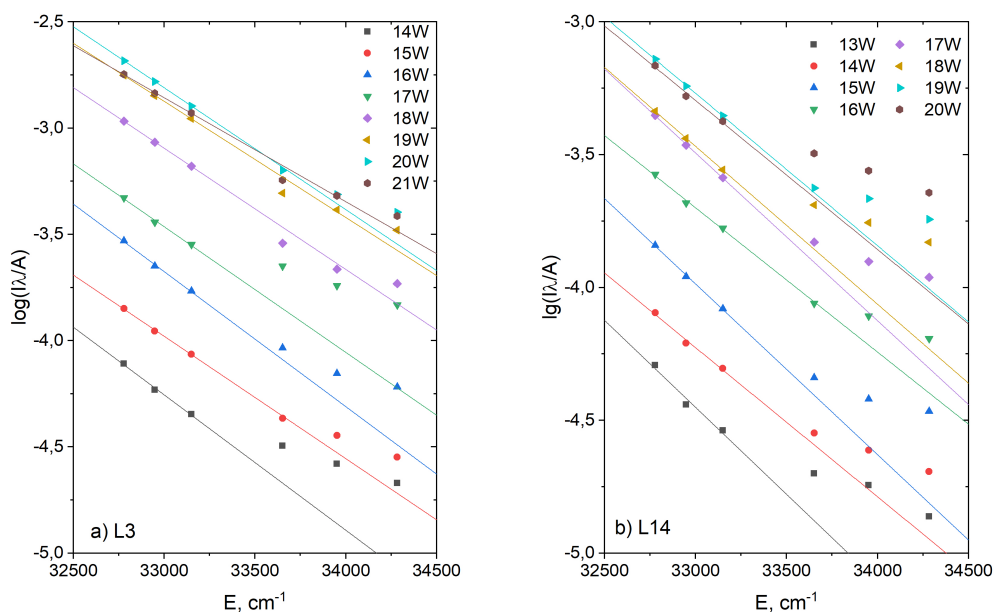 14W
15W
16W
17W
18W
19W
20W
21W
-2,5
-3,0
-3,5
-4,0
-4,5
-5,0
log(Iλ/A)
a) L3
32500 33000 33500 34000 34500
E, cm⁻¹
13W 17W
14W 18W
15W 19W
16W 20W
-3,0
-3,5
-4,0
-4,5
-5,0
lg(Iλ/A)
b) L14
32500 33000 33500 34000 34500
E, cm⁻¹